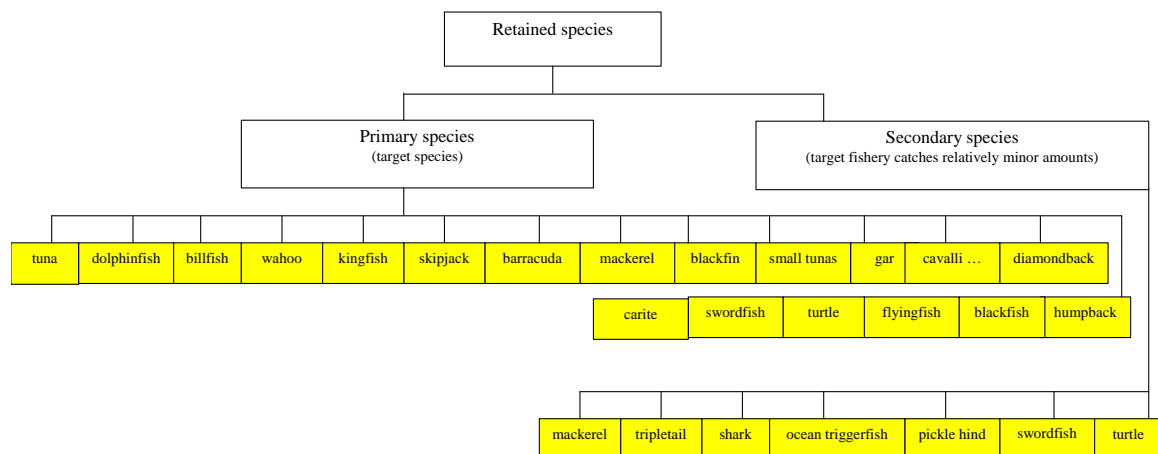 Retained species
Primary species
(target species)
Secondary species
(target fishery catches relatively minor amounts)
tuna dolphinfish billfish wahoo kingfish skipjack barracuda mackerel blackfin small tunas gar cavalli … diamondback
carite swordfish turtle flyingfish blackfish humpback
mackerel tripletail shark ocean triggerfish pickle hind swordfish turtle